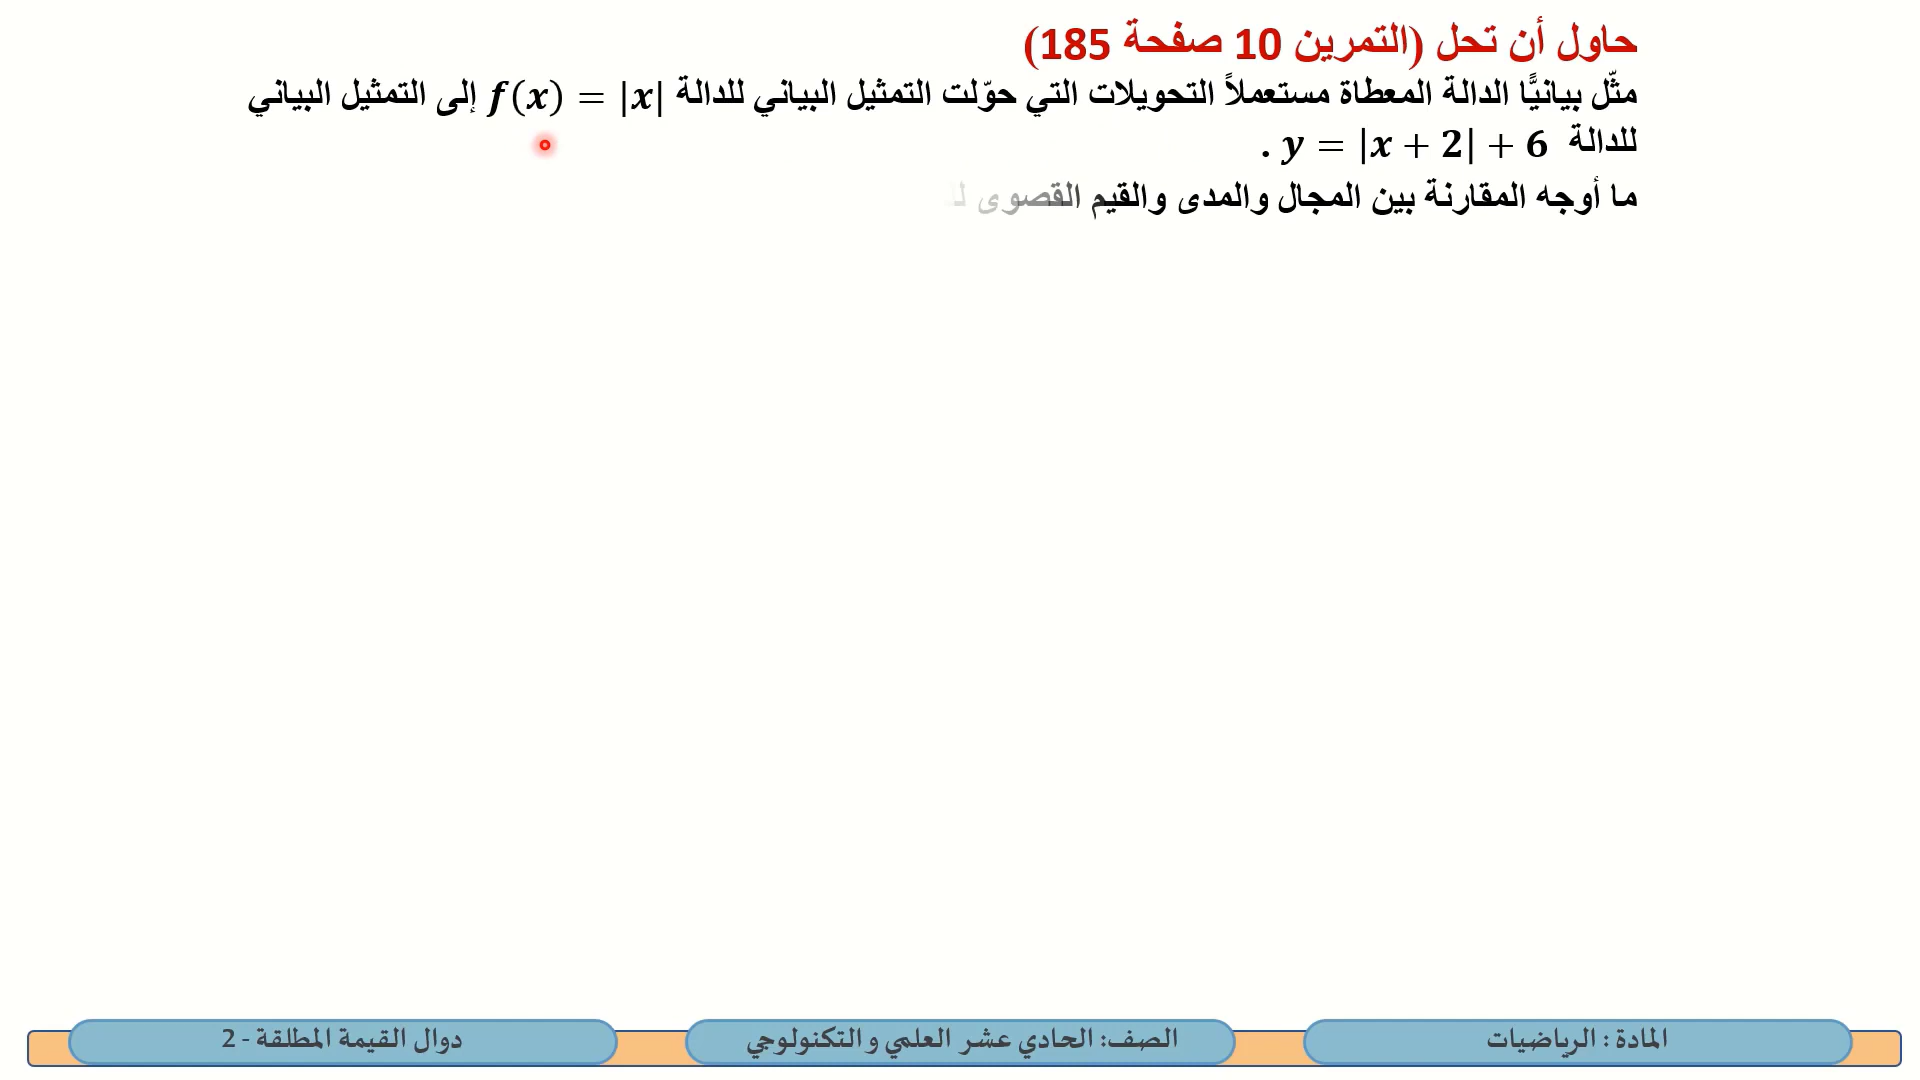 حاول أن تحل (التمرين 10 صفحة 185)
مثّل بيانيًّا الدالة المعطاة مستعملاً التحويلات التي حوّلت التمثيل البياني للدالة f(x) = |x| إلى التمثيل البياني
للدالة y = |x + 2| + 6 .
ما أوجه المقارنة بين المجال والمدى والقيم القصوى
المادة : الرياضيات
الصف: الحادي عشر العلمي والتكنولوجي
دوال القيمة المطلقة - 2